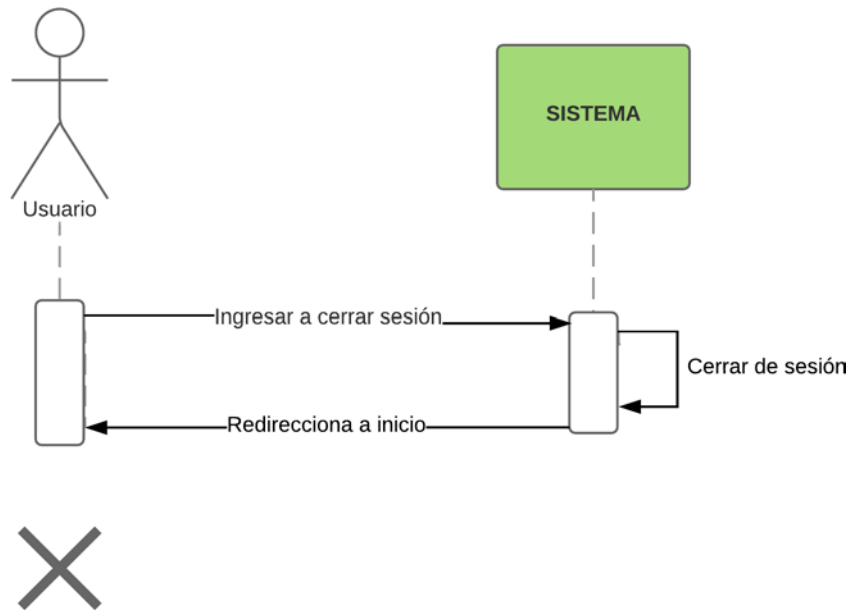 SISTEMA
Usuario
Ingresar a cerrar sesión
Cerrar de sesión
Redirecciona a inicio